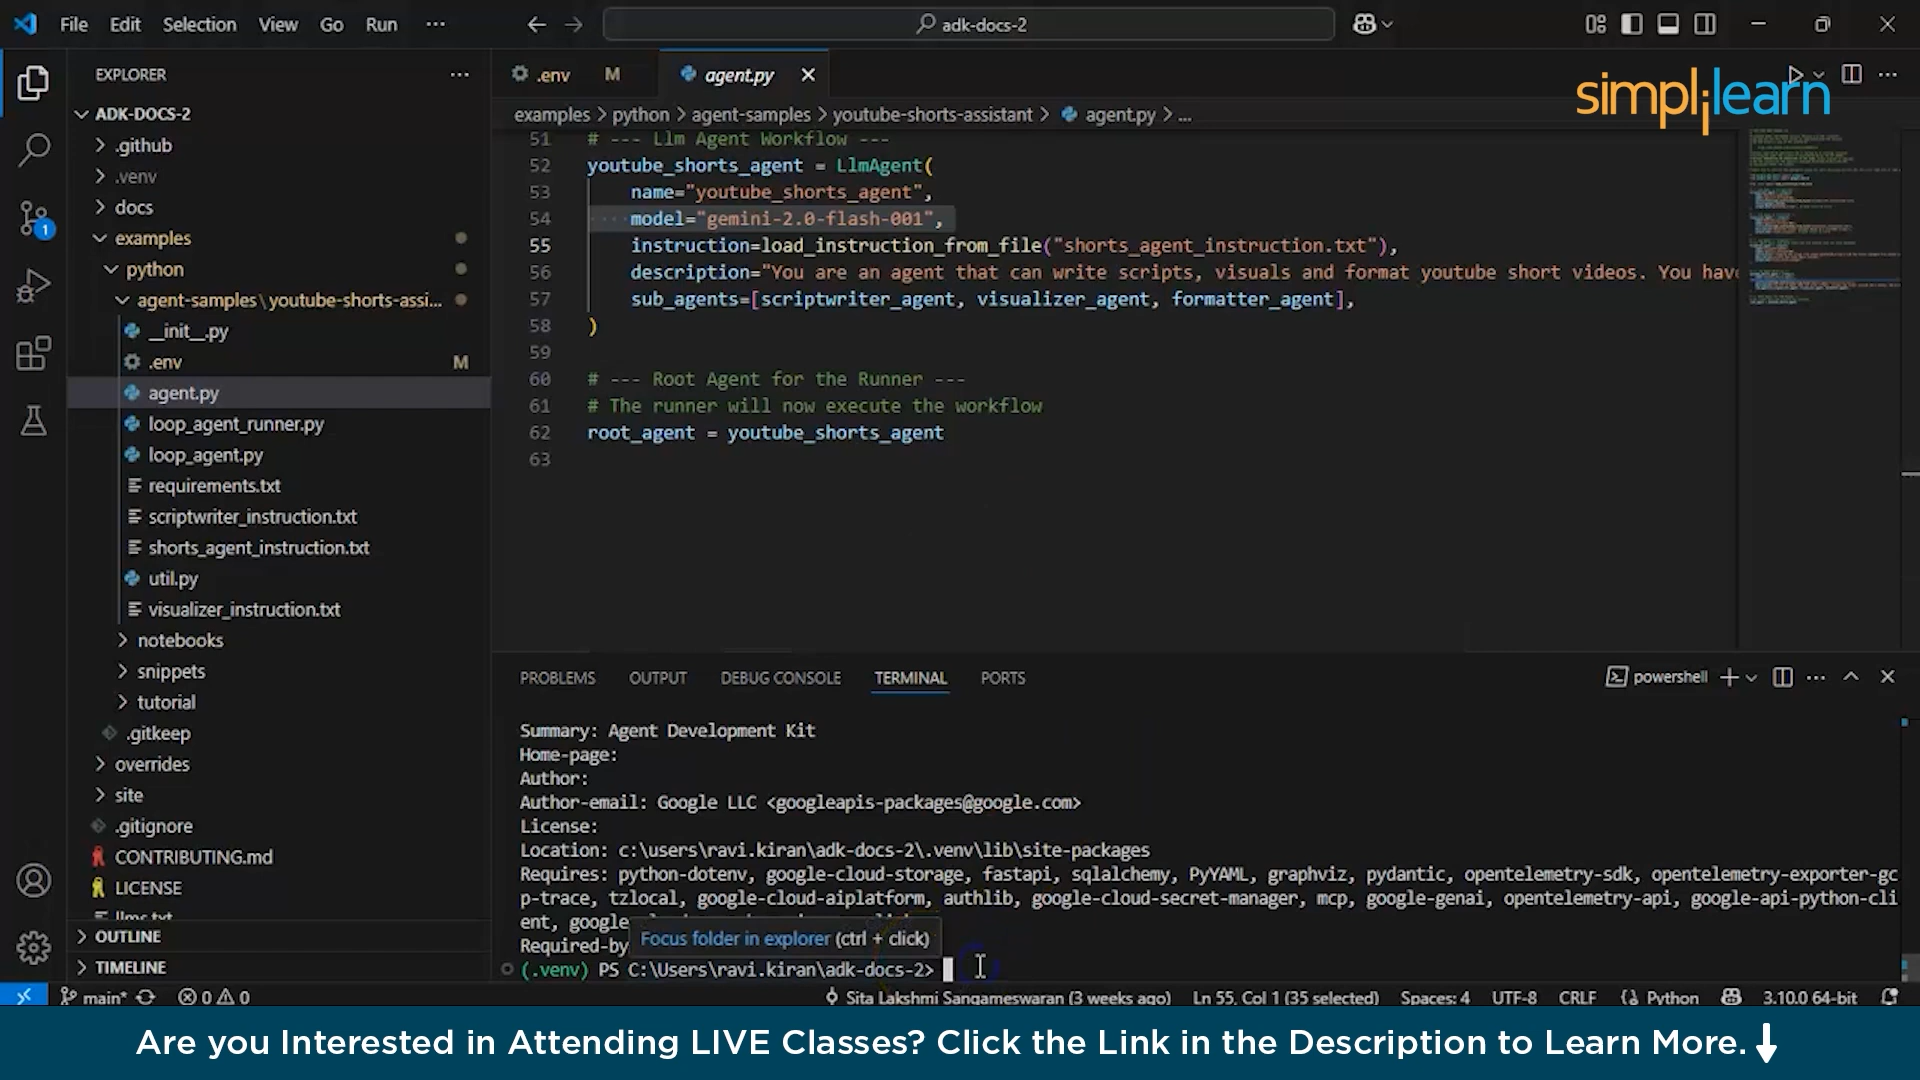 File Edit Selection View Go Run ··· adk-docs-2
EXPLORER
ADK-DOCS-2
.github
.venv
docs
examples
python
agent-samples\youtube-shorts-assi...
__init__.py
.env M
agent.py
loop_agent_runner.py
loop_agent.py
requirements.txt
scriptwriter_instruction.txt
shorts_agent_instruction.txt
util.py
visualizer_instruction.txt
notebooks
snippets
tutorial
.gitkeep
overrides
site
.gitignore
CONTRIBUTING.md
LICENSE
llms.txt
OUTLINE
TIMELINE
1
.env M agent.py
simplilearn
examples > python > agent-samples > youtube-shorts-assistant > agent.py > ...
51 # --- Llm Agent Workflow ---
52 youtube_shorts_agent = LlmAgent(
53 name="youtube_shorts_agent",
54 model="gemini-2.0-flash-001",
55 instruction=load_instruction_from_file("shorts_agent_instruction.txt"),
56 description="You are an agent that can write scripts, visuals and format youtube short videos. You have
57 sub_agents=[scriptwriter_agent, visualizer_agent, formatter_agent],
58 )
59
60 # --- Root Agent for the Runner ---
61 # The runner will now execute the workflow
62 root_agent = youtube_shorts_agent
63
PROBLEMS OUTPUT DEBUG CONSOLE TERMINAL PORTS powershell
Summary: Agent Development Kit
Home-page:
Author:
Author-email: Google LLC <googleapis-packages@google.com>
License:
Location: c:\users\ravi.kiran\adk-docs-2\.venv\lib\site-packages
Requires: python-dotenv, google-cloud-storage, fastapi, sqlalchemy, PyYAML, graphviz, pydantic, opentelemetry-sdk, opentelemetry-exporter-gc
p-trace, tzlocal, google-cloud-aiplatform, authlib, google-cloud-secret-manager, mcp, google-genai, opentelemetry-api, google-api-python-cli
ent, google
Required-by
Focus folder in explorer (ctrl + click)
(.venv) PS C:\Users\ravi.kiran\adk-docs-2>
main* 0 0 Sita Lakshmi Sangameswaran (3 weeks ago) Ln 55, Col 1 (35 selected) Spaces: 4 UTF-8 CRLF Python 3.10.0 64-bit
Are you Interested in Attending LIVE Classes? Click the Link in the Description to Learn More.